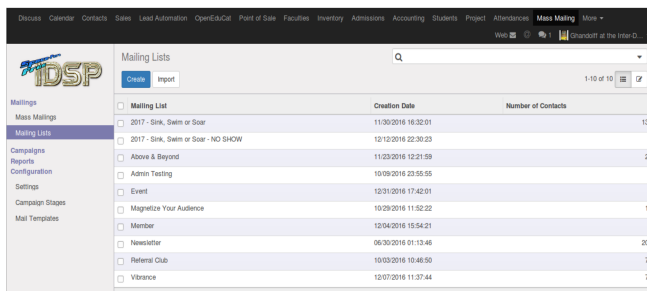 Discuss Calendar Contacts Sales Lead Automation OpenEduCat Point of Sale Faculties Inventory Admissions Accounting Students Project Attendances Mass Mailing More
Web @ 1 Ghandolff at the Inter-D...
IDSP
Mailing Lists
Create Import
1-10 of 10
Mailings
Mass Mailings
Mailing Lists
Campaigns
Reports
Configuration
Settings
Campaign Stages
Mail Templates
Mailing List Creation Date Number of Contacts
2017 - Sink, Swim or Soar 11/30/2016 16:32:01 13
2017 - Sink, Swim or Soar - NO SHOW 12/12/2016 22:30:23
Above & Beyond 11/23/2016 12:21:59 2
Admin Testing 10/09/2016 23:55:55
Event 12/31/2016 17:42:01
Magnetize Your Audience 10/29/2016 11:52:22 1
Member 12/04/2016 15:54:21
Newsletter 06/30/2016 01:13:46 20
Referral Club 10/03/2016 10:46:50 7
Vibrance 12/07/2016 11:37:44 7